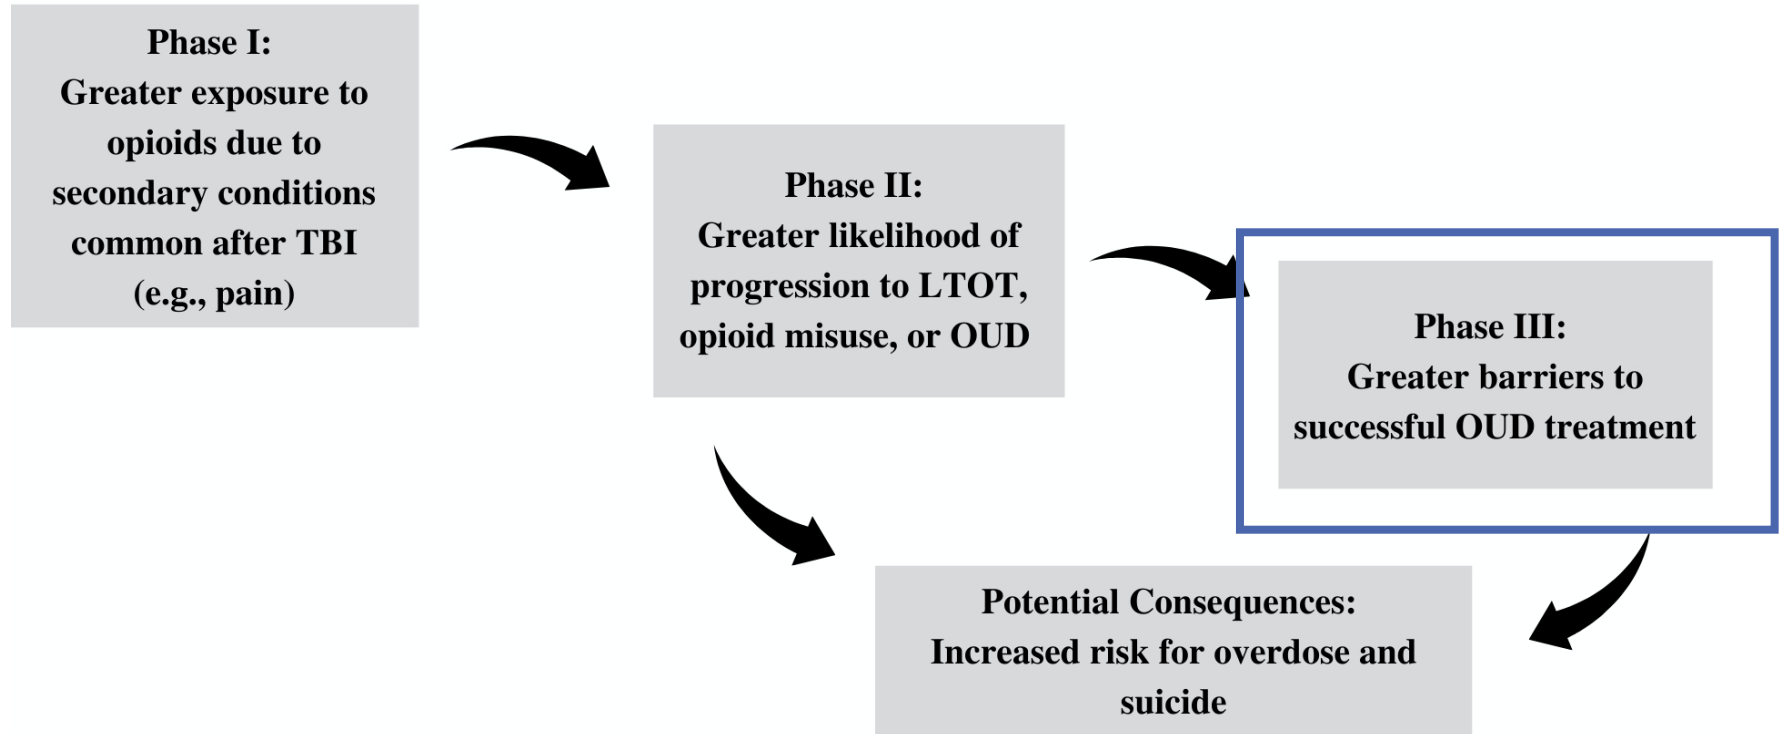 Phase I:
Greater exposure to
opioids due to
secondary conditions
common after TBI
(e.g., pain)
Phase II:
Greater likelihood of
progression to LTOT,
opioid misuse, or OUD
Phase III:
Greater barriers to
successful OUD treatment
Potential Consequences:
Increased risk for overdose and
suicide